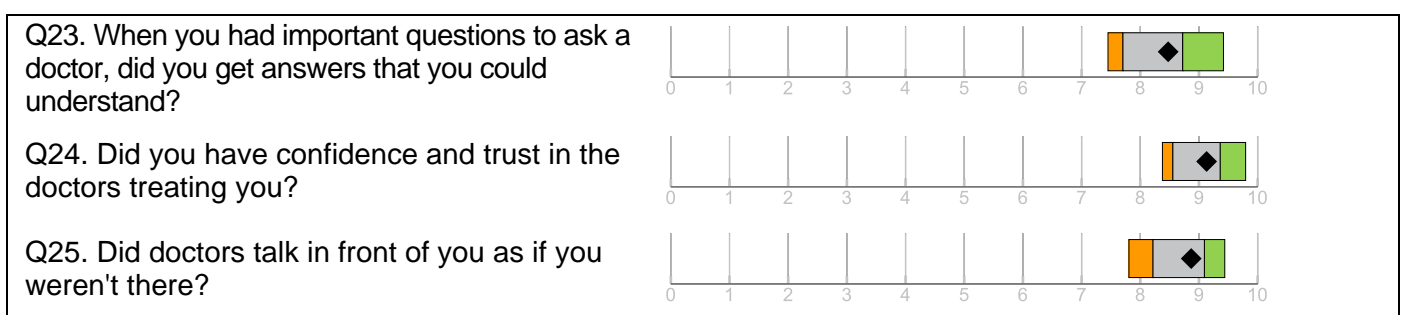 Q23. When you had important questions to ask a
doctor, did you get answers that you could
understand?
0 1 2 3 4 5 6 7 8 9 10
Q24. Did you have confidence and trust in the
doctors treating you?
0 1 2 3 4 5 6 7 8 9 10
Q25. Did doctors talk in front of you as if you
weren't there?
0 1 2 3 4 5 6 7 8 9 10